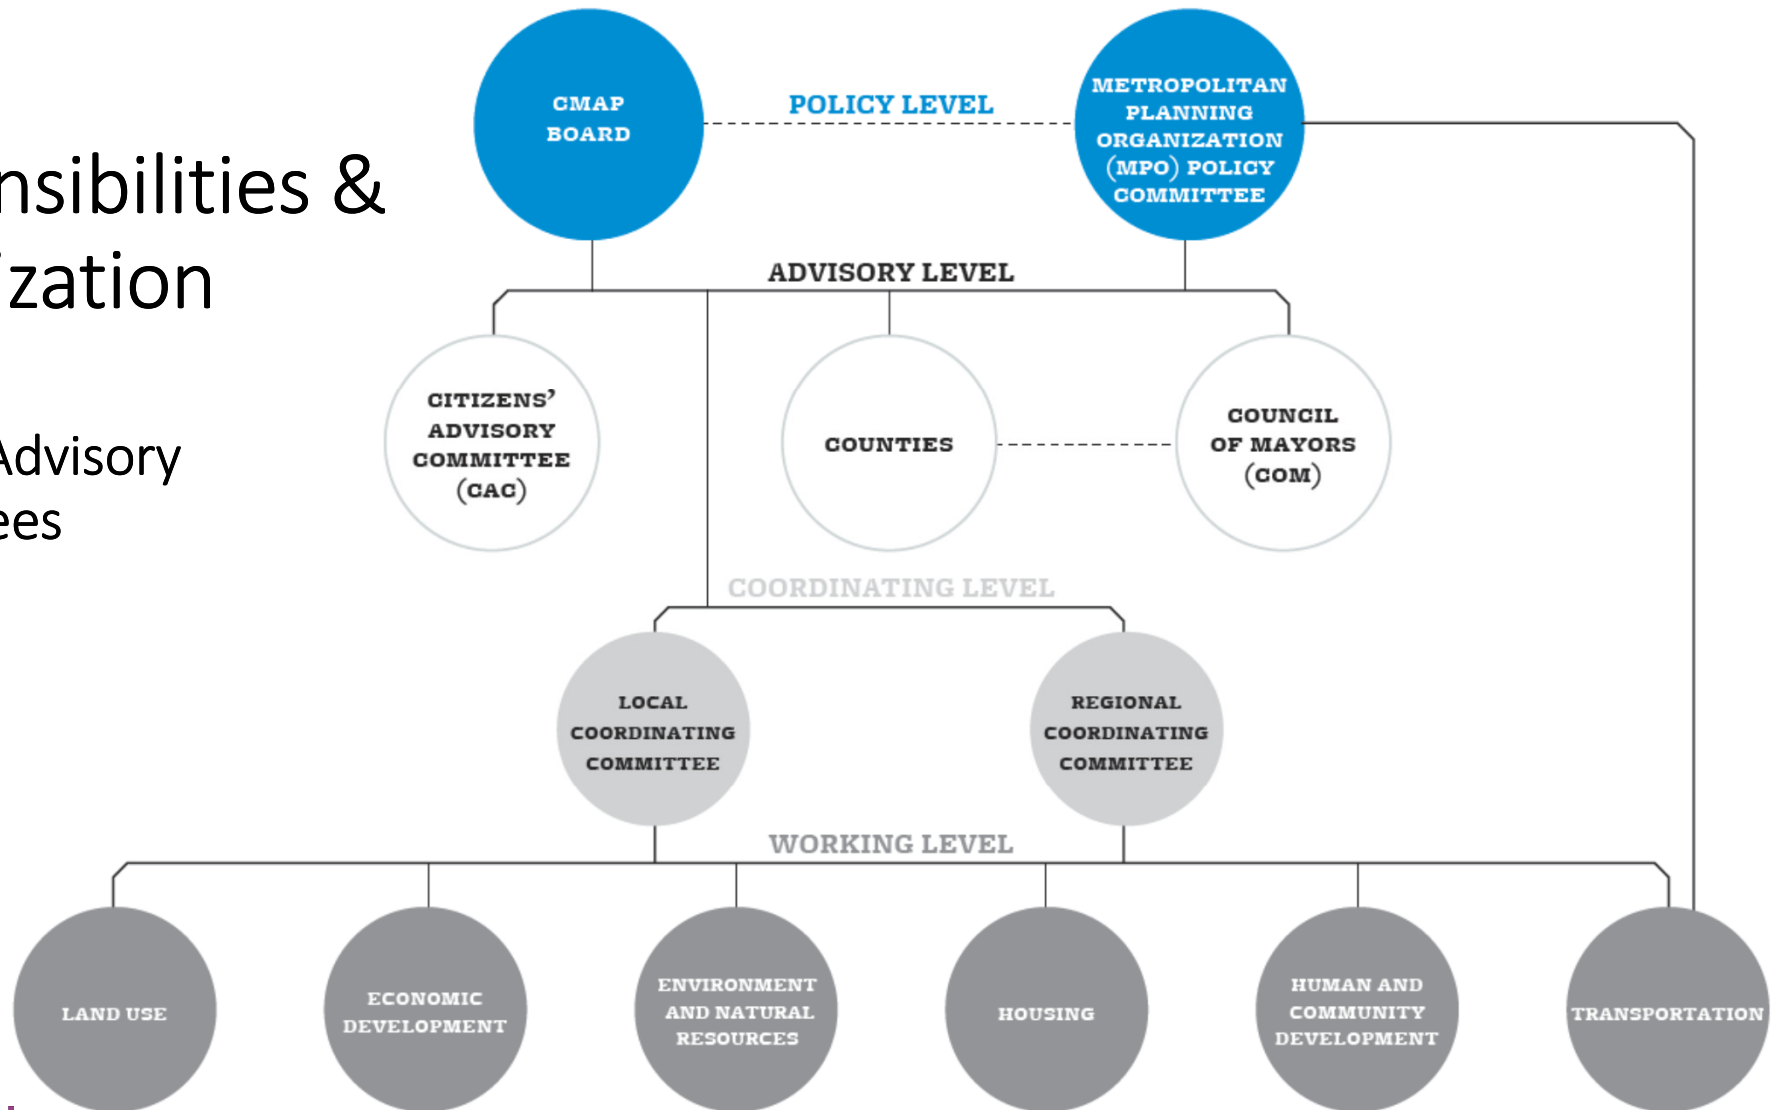 nsibilities &
ization
Advisory
ees
CMAP
BOARD
POLICY LEVEL
METROPOLITAN
PLANNING
ORGANIZATION
(MPO) POLICY
COMMITTEE
ADVISORY LEVEL
CITIZENS’
ADVISORY
COMMITTEE
(CAC)
COUNTIES
COUNCIL
OF MAYORS
(COM)
COORDINATING LEVEL
LOCAL
COORDINATING
COMMITTEE
REGIONAL
COORDINATING
COMMITTEE
WORKING LEVEL
LAND USE
ECONOMIC
DEVELOPMENT
ENVIRONMENT
AND NATURAL
RESOURCES
HOUSING
HUMAN AND
COMMUNITY
DEVELOPMENT
TRANSPORTATION